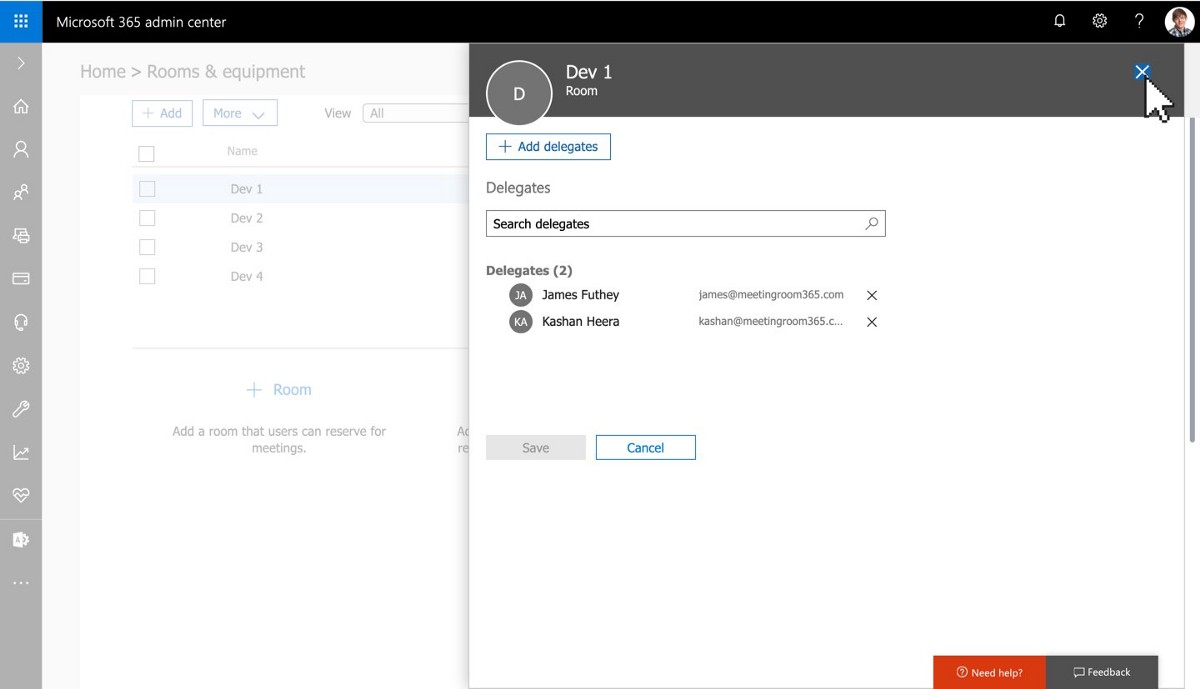 Microsoft 365 admin center
?
Home > Rooms & equipment
+ Add
More
View
All
Name
Dev 1
Dev 2
Dev 3
Dev 4
+ Room
Add a room that users can reserve for
meetings.
D
Dev 1
Room
+ Add delegates
Delegates
Search delegates
Delegates (2)
JA James Futhey james@meetingroom365.com
KA Kashan Heera kashan@meetingroom365.c...
Save
Cancel
Need help?
Feedback